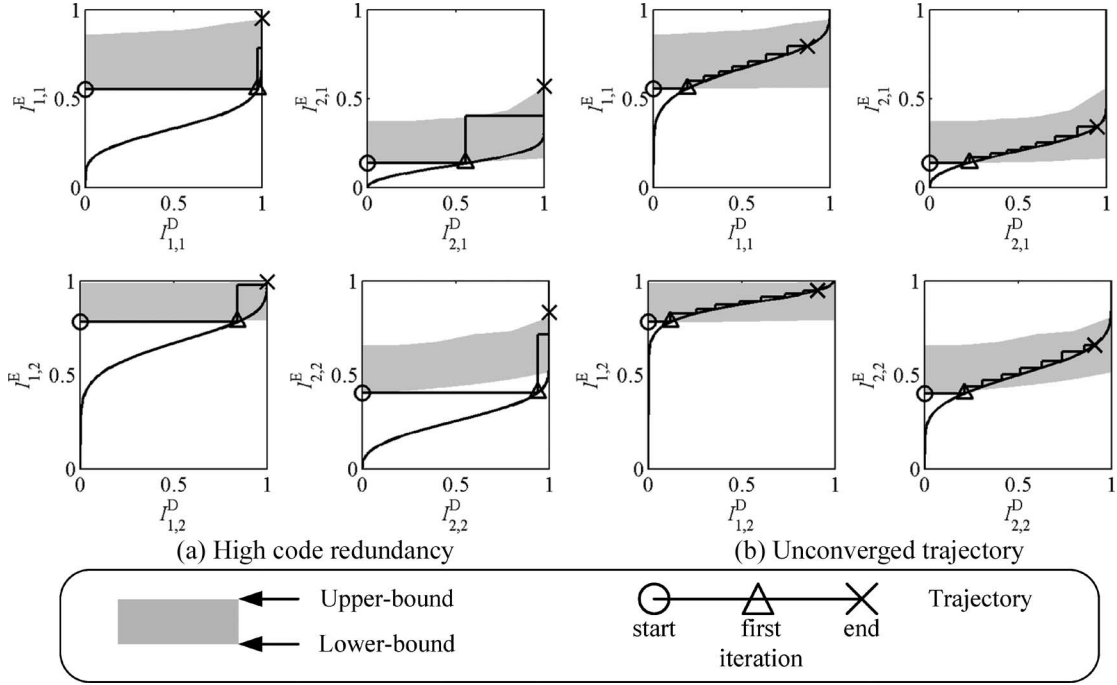 1 1 1 1
I^E_{1,1} 0.5 I^E_{2,1} 0.5 I^E_{1,1} 0.5 I^E_{2,1} 0.5
0 0 0 0
0 0.5 1 0 0.5 1 0 0.5 1 0 0.5 1
I^D_{1,1} I^D_{2,1} I^D_{1,1} I^D_{2,1}
1 1 1 1
I^E_{1,2} 0.5 I^E_{2,2} 0.5 I^E_{1,2} 0.5 I^E_{2,2} 0.5
0 0 0 0
0 0.5 1 0 0.5 1 0 0.5 1 0 0.5 1
I^D_{1,2} I^D_{2,2} I^D_{1,2} I^D_{2,2}
(a) High code redundancy (b) Unconverged trajectory
Upper-bound
Lower-bound
Trajectory
start first end
iteration